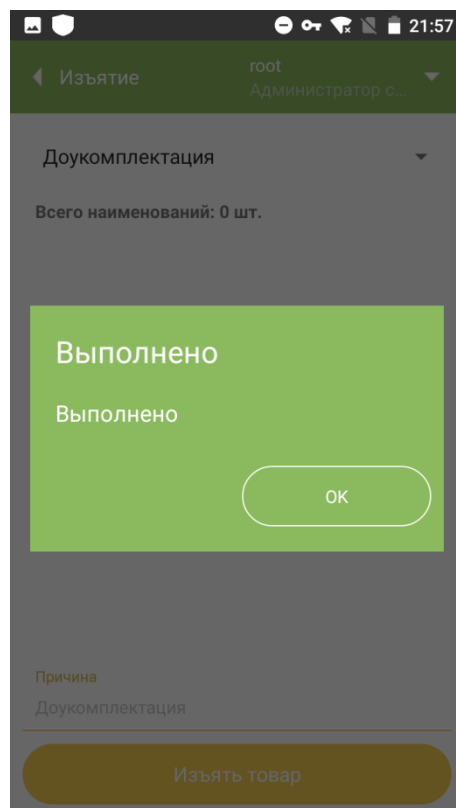 21:57
Изъятие
root
Администратор с...
Доукомплектация
Всего наименований: 0 шт.
Выполнено
Выполнено
OK
Причина
Доукомплектация
Изъять товар